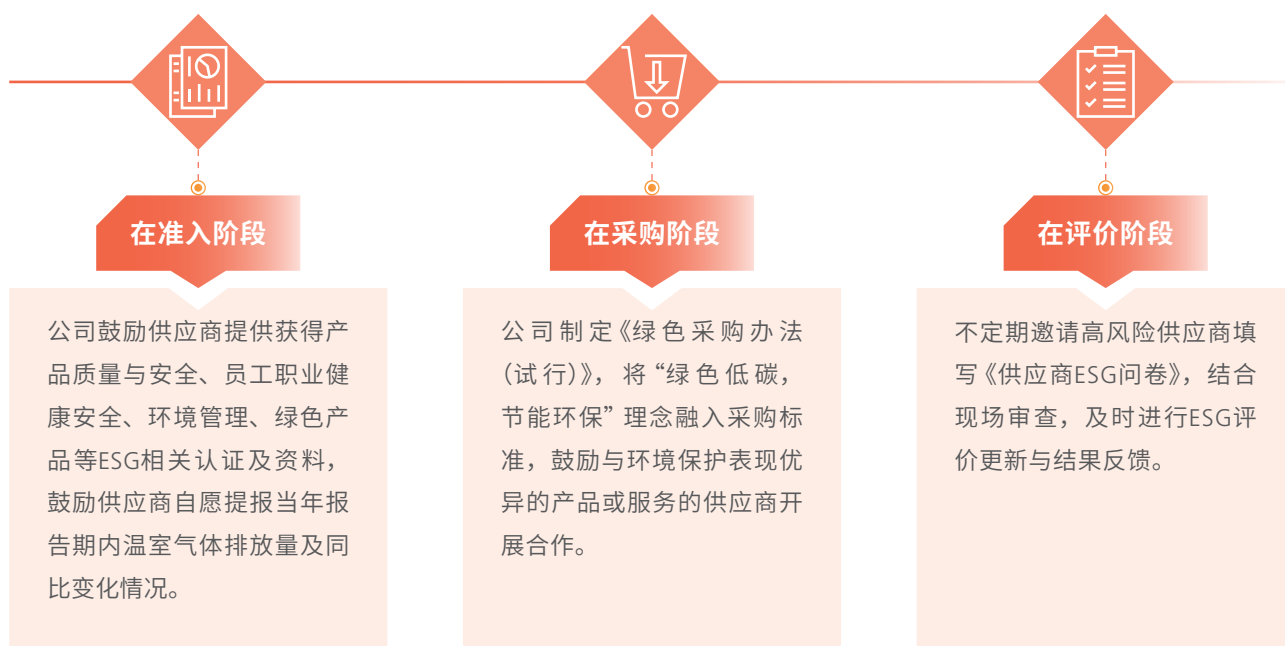 在准入阶段
公司鼓励供应商提供获得产
品质量与安全、员工职业健
康安全、环境管理、绿色产
品等ESG相关认证及资料，
鼓励供应商自愿提报当年报
告期内温室气体排放量及同
比变化情况。
在采购阶段
公司制定《绿色采购办法
（试行）》，将“绿色低碳，
节能环保”理念融入采购标
准，鼓励与环境保护表现优
异的产品或服务的供应商开
展合作。
在评价阶段
不定期邀请高风险供应商填
写《供应商ESG问卷》，结合
现场审查，及时进行ESG评
价更新与结果反馈。